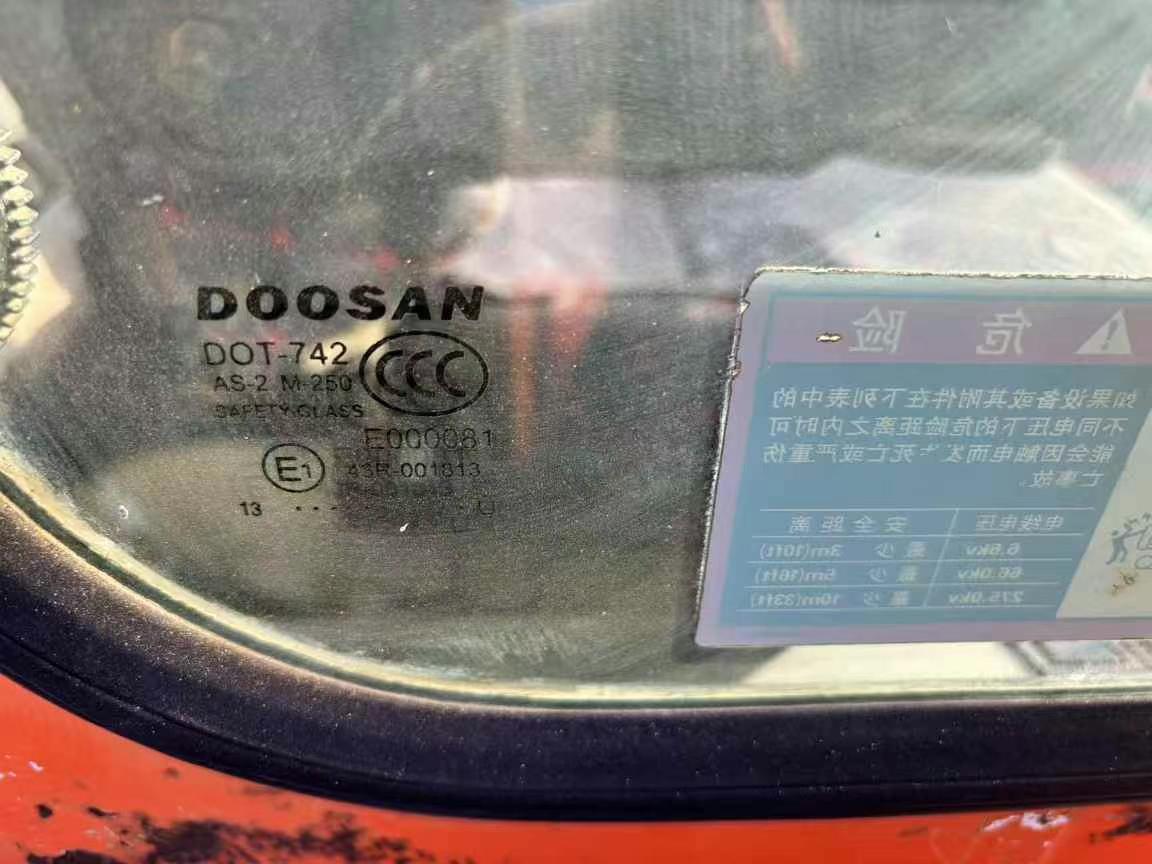 DOOSAN
DOT-742
CCC
AS-2 M-250
SAFETY GLASS
E000081
E1
43R-001813
13 ... U
危 险
如果设备或其附件在下列表中的
不同电压下的危险距离之内时可
能会因触电而发生死亡或严重伤
亡事故。
电线电压 安全距离
6.6kv 最 少 3m(10ft)
66.0kv 最 少 5m(16ft)
275.0kv 最 少 10m(33ft)